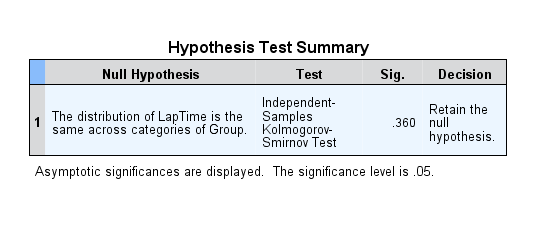 Hypothesis Test Summary
Null Hypothesis Test Sig. Decision
1
The distribution of LapTime is the
same across categories of Group.
Independent-
Samples
Kolmogorov-
Smirnov Test
.360
Retain the
null
hypothesis.
Asymptotic significances are displayed. The significance level is .05.